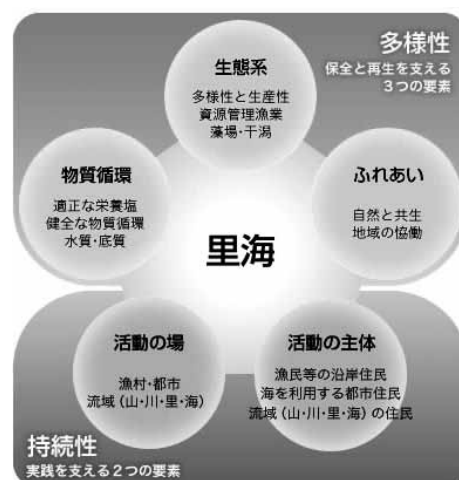 多様性
保全と再生を支える
3つの要素
生態系
多様性と生産性
資源管理漁業
藻場・干潟
物質循環
適正な栄養塩
健全な物質循環
水質・底質
ふれあい
自然と共生
地域の協働
里海
活動の場
漁村・都市
流域（山・川・里・海）
活動の主体
漁民等の沿岸住民
海を利用する都市住民
流域（山・川・里・海）の住民
持続性
実践を支える2つの要素